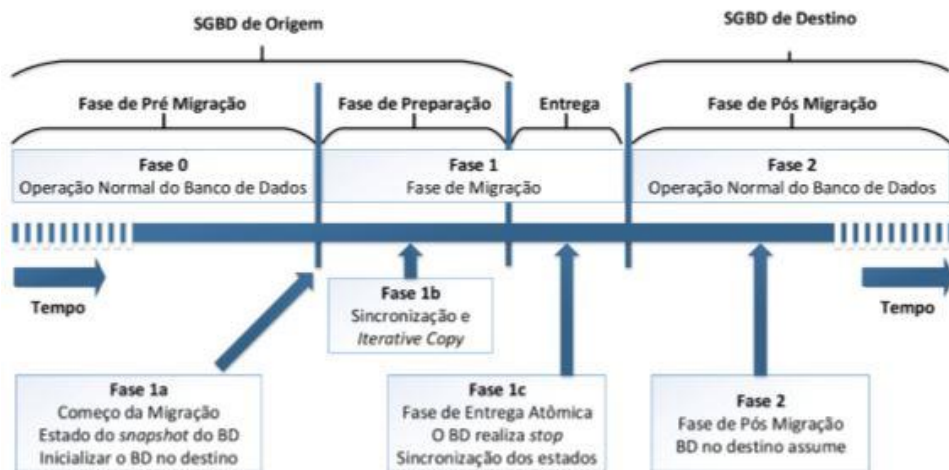 SGBD de Origem
SGBD de Destino
Fase de Pré Migração
Fase de Preparação
Entrega
Fase de Pós Migração
Fase 0
Operação Normal do Banco de Dados
Fase 1
Fase de Migração
Fase 2
Operação Normal do Banco de Dados
Tempo
Tempo
Fase 1b
Sincronização e
Iterative Copy
Fase 1a
Começo da Migração
Estado do snapshot do BD
Inicializar o BD no destino
Fase 1c
Fase de Entrega Atômica
O BD realiza stop
Sincronização dos estados
Fase 2
Fase de Pós Migração
BD no destino assume